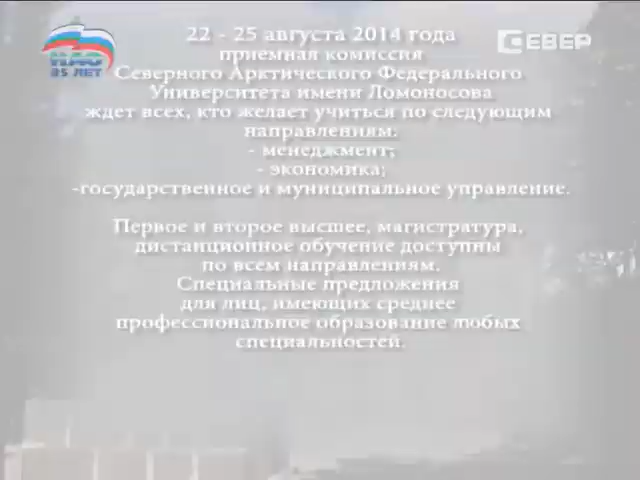 22 - 25 августа 2014 года
приемная комиссия
Северного Арктического Федерального
Университета имени Ломоносова
ждет всех, кто желает учиться по следующим
направлениям:
- менеджмент;
- экономика;
-государственное и муниципальное управление.
Первое и второе высшее, магистратура,
дистанционное обучение доступны
по всем направлениям.
Специальные предложения
для лиц, имеющих среднее
профессиональное образование любых
специальностей.
СЕВЕР
НАО
85 ЛЕТ